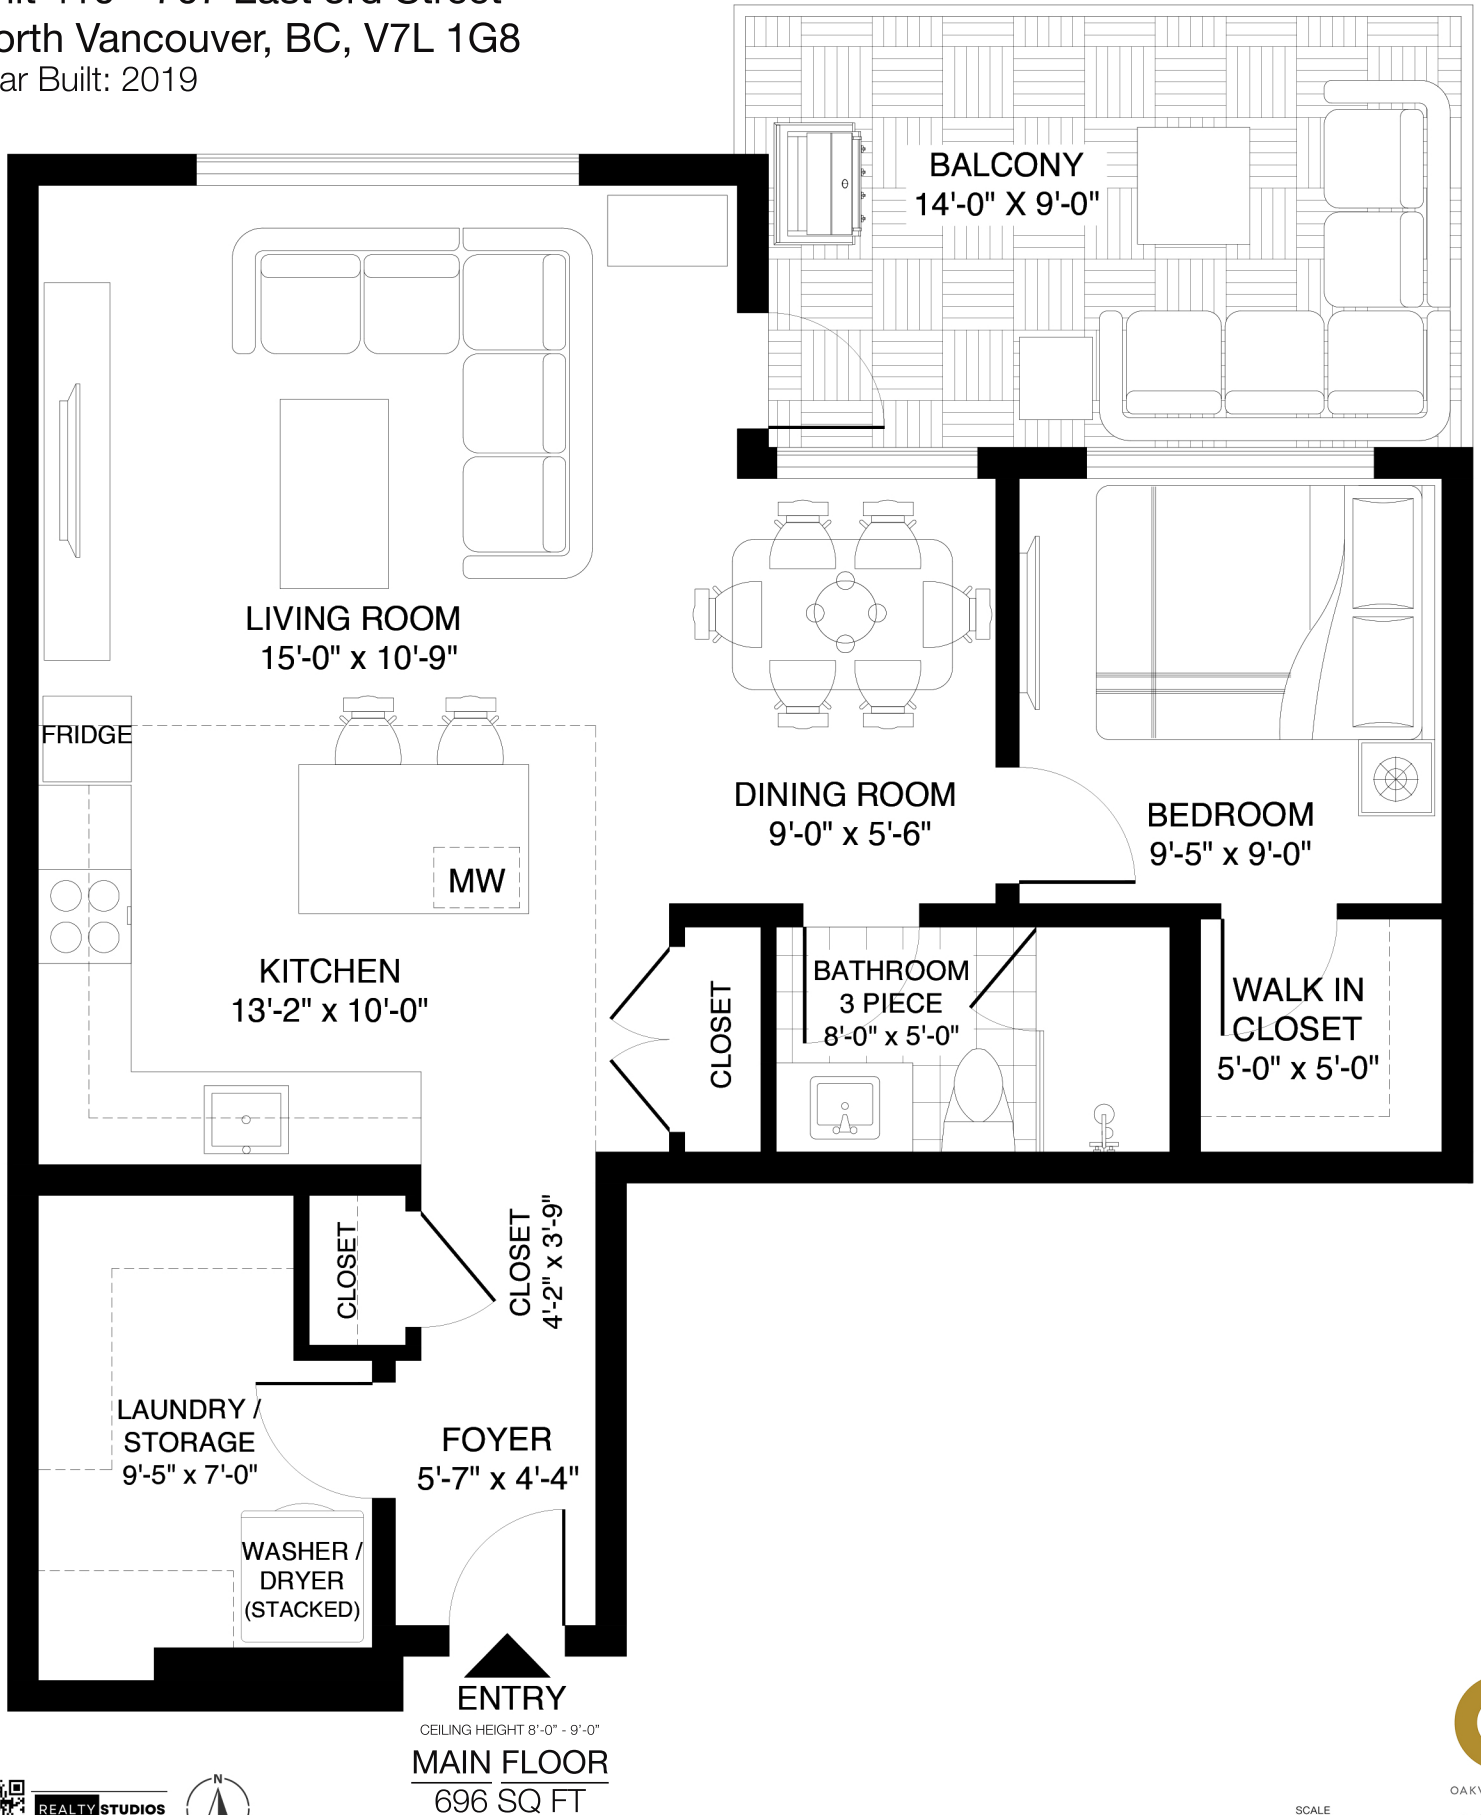 orth Vancouver, BC, V7L 1G8
ar Built: 2019
BALCONY
14'-0" X 9'-0"
LIVING ROOM
15'-0" x 10'-9"
FRIDGE
DINING ROOM
9'-0" x 5'-6"
BEDROOM
9'-5" x 9'-0"
MW
KITCHEN
13'-2" x 10'-0"
CLOSET
BATHROOM
3 PIECE
8'-0" x 5'-0"
WALK IN
CLOSET
5'-0" x 5'-0"
CLOSET
CLOSET
4'-2" x 3'-9"
LAUNDRY /
STORAGE
9'-5" x 7'-0"
FOYER
5'-7" x 4'-4"
WASHER /
DRYER
(STACKED)
ENTRY
CEILING HEIGHT 8'-0" - 9'-0"
MAIN FLOOR
696 SQ FT
REALTY STUDIOS
N
OAKV
SCALE